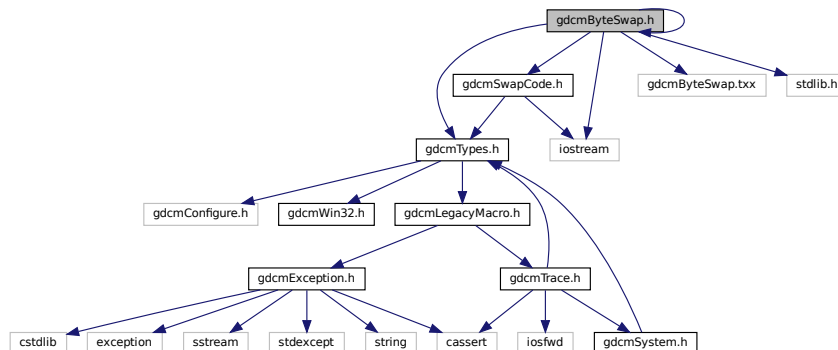 gdcmByteSwap.h
gdcmSwapCode.h
gdcmByteSwap.txx
stdlib.h
gdcmTypes.h
iostream
gdcmConfigure.h
gdcmWin32.h
gdcmLegacyMacro.h
gdcmException.h
gdcmTrace.h
cstdlib
exception
sstream
stdexcept
string
cassert
iosfwd
gdcmSystem.h